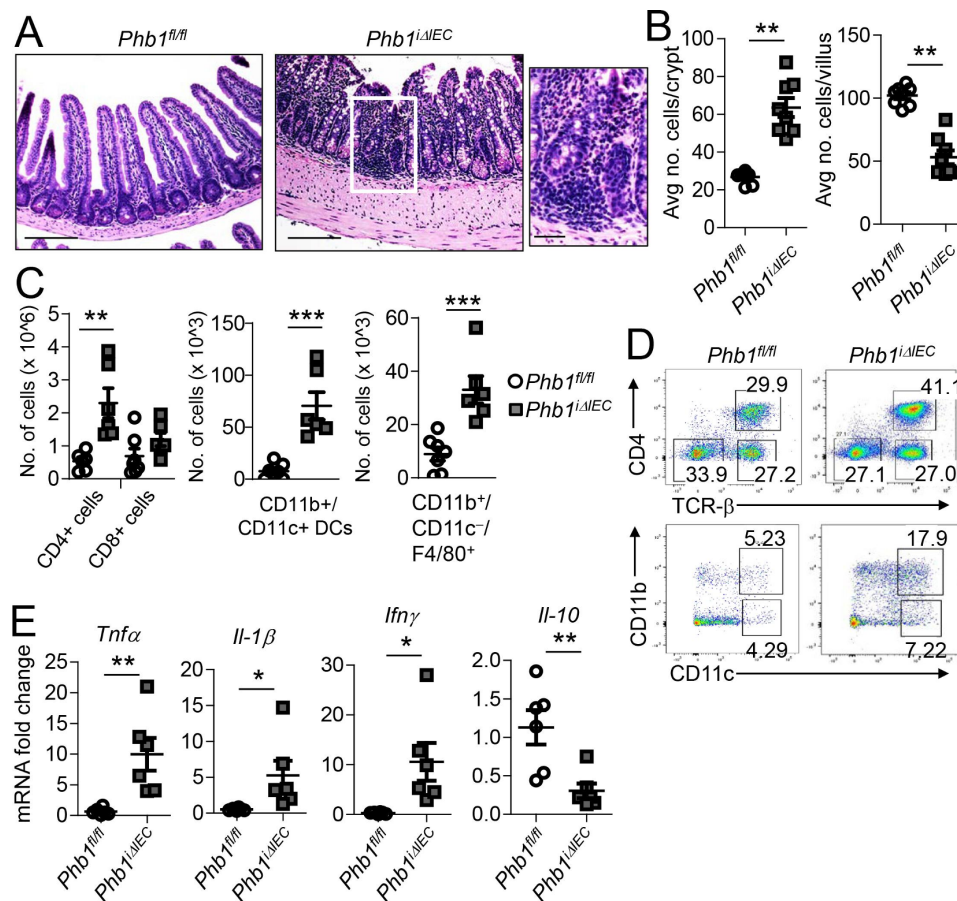 A
Phb1fl/fl
Phb1iΔIEC
B
Avg no. cells/crypt
100
80
60
40
20
0
**
Phb1fl/fl
Phb1iΔIEC
Avg no. cells/villus
150
100
50
0
**
Phb1fl/fl
Phb1iΔIEC
C
No. of cells (x 10^6)
5
4
3
2
1
0
**
CD4+ cells
CD8+ cells
No. of cells (x 10^3)
150
100
50
0
***
CD11b+/
CD11c+ DCs
No. of cells (x 10^3)
60
40
20
0
***
CD11b+/
CD11c-/
F4/80+
Phb1fl/fl
Phb1iΔIEC
D
Phb1fl/fl
Phb1iΔIEC
29.9
41.1
CD4
33.9
27.2
27.1
27.1
27.0
TCR-β
5.23
17.9
CD11b
4.29
7.22
CD11c
E
mRNA fold change
Tnfα
25
20
15
10
5
0
**
Phb1fl/fl
Phb1iΔIEC
Il-1β
20
15
10
5
0
*
Phb1fl/fl
Phb1iΔIEC
Ifnγ
30
20
10
0
*
Phb1fl/fl
Phb1iΔIEC
Il-10
2.0
1.5
1.0
0.5
0.0
**
Phb1fl/fl
Phb1iΔIEC